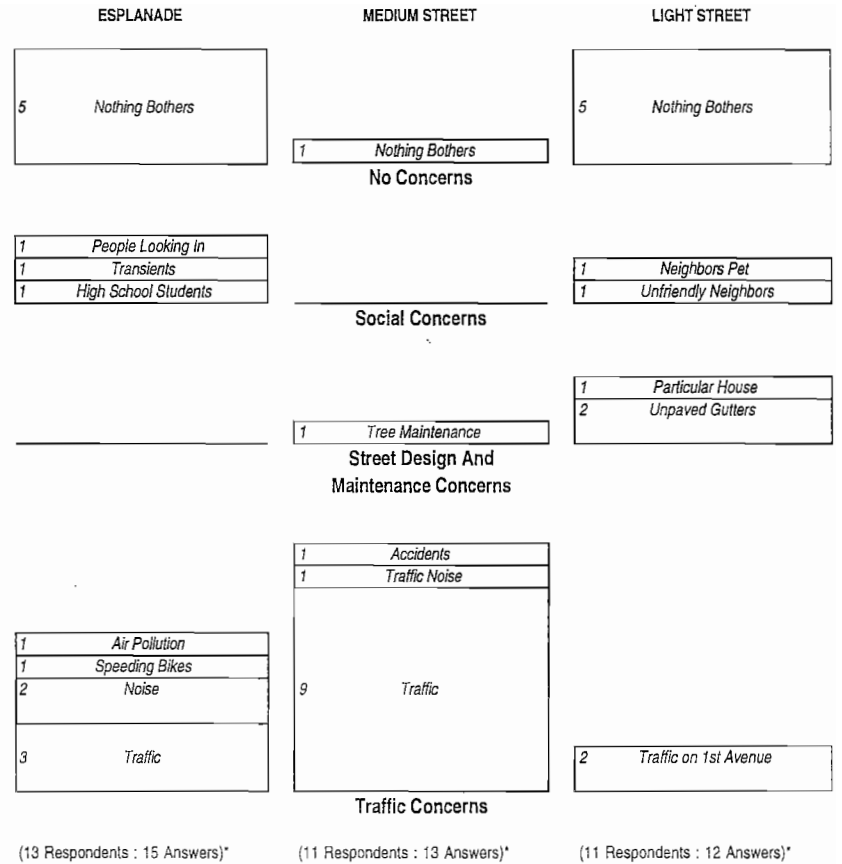 ESPLANADE MEDIUM STREET LIGHT STREET
5 Nothing Bothers
1 Nothing Bothers
5 Nothing Bothers
No Concerns
1 People Looking In
1 Transients
1 High School Students
1 Neighbors Pet
1 Unfriendly Neighbors
Social Concerns
1 Particular House
2 Unpaved Gutters
1 Tree Maintenance
Street Design And
Maintenance Concerns
1 Accidents
1 Traffic Noise
9 Traffic
1 Air Pollution
1 Speeding Bikes
2 Noise
3 Traffic
2 Traffic on 1st Avenue
Traffic Concerns
(13 Respondents : 15 Answers)* (11 Respondents : 13 Answers)* (11 Respondents : 12 Answers)*